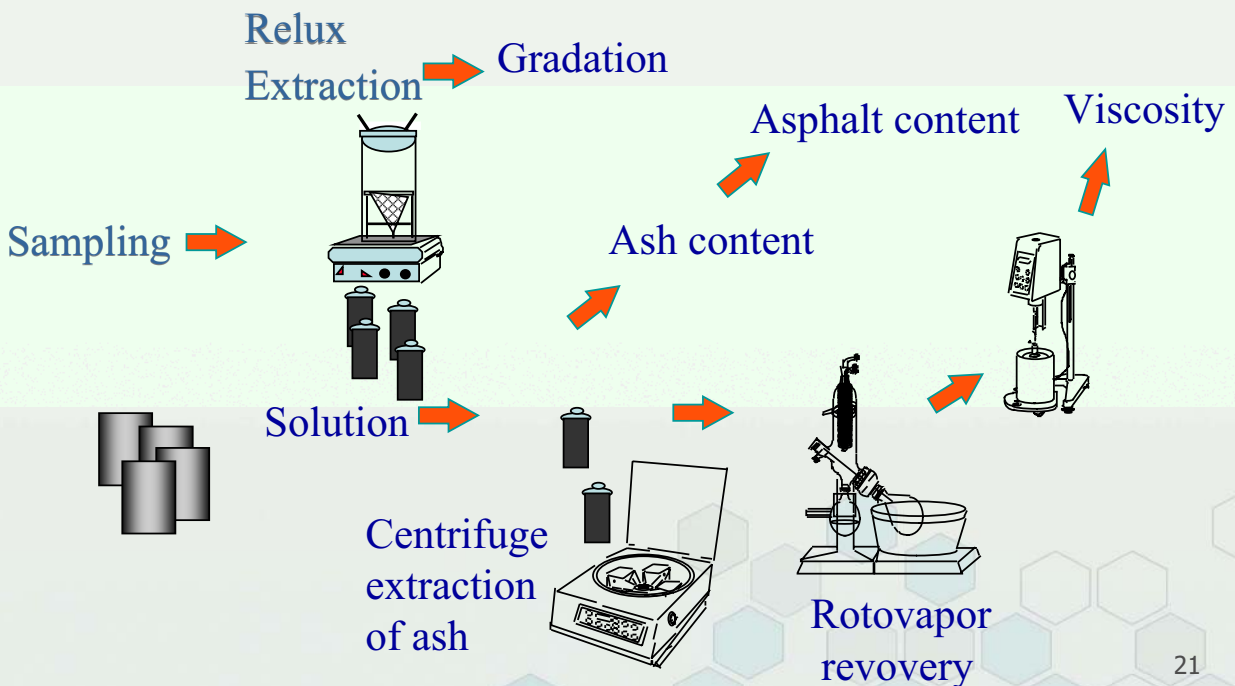 Relux
Extraction
Gradation
Asphalt content
Viscosity
Sampling
Ash content
Solution
Centrifuge
extraction
of ash
Rotovapor
revovery
21